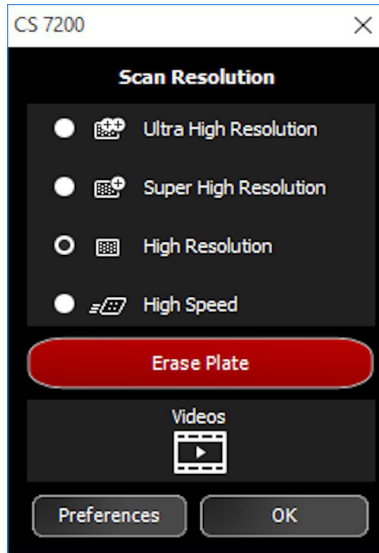 CS 7200
Scan Resolution
Ultra High Resolution
Super High Resolution
High Resolution
High Speed
Erase Plate
Videos
Preferences
OK